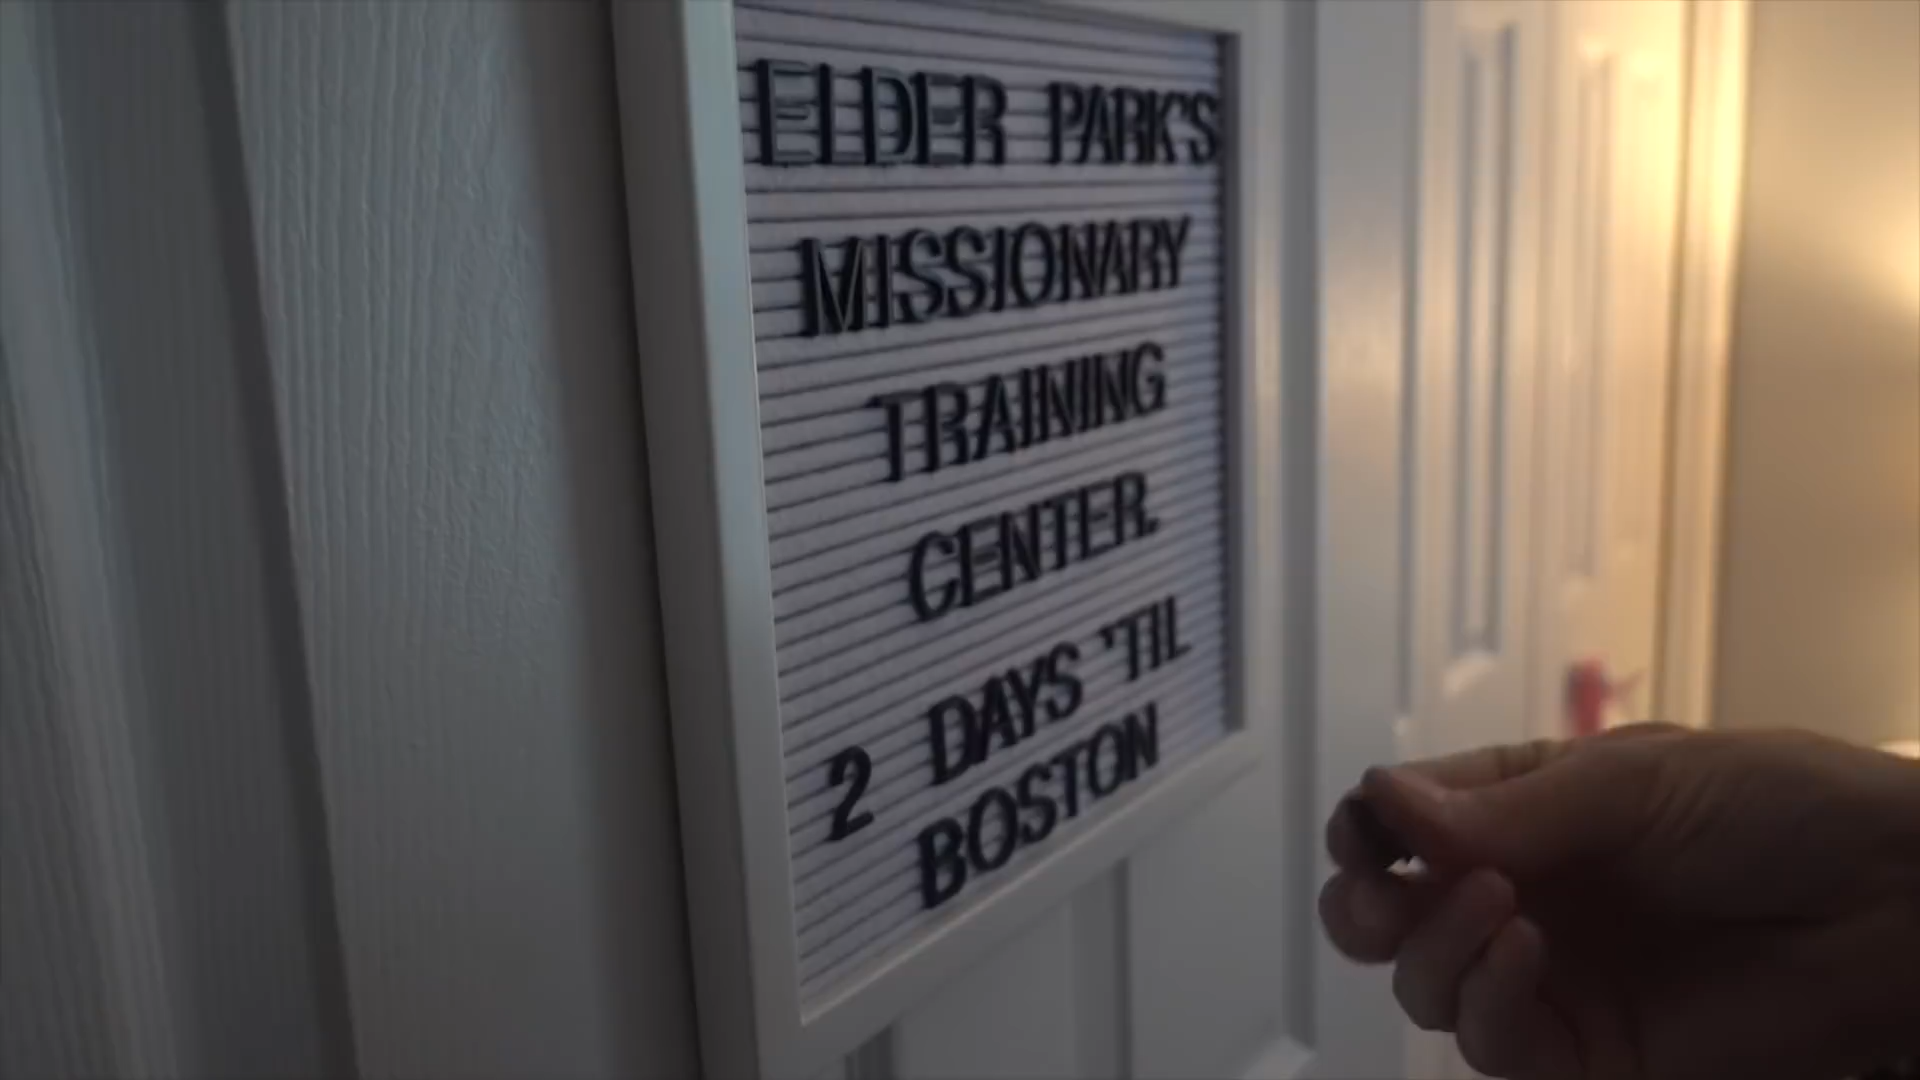 ELDER PARK'S
MISSIONARY
TRAINING
CENTER.
2 DAYS 'TIL
BOSTON